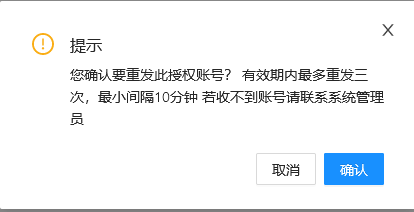 提示
您确认要重发此授权账号? 有效期内最多重发三
次，最小间隔10分钟 若收不到账号请联系系统管理
员
取消 确认